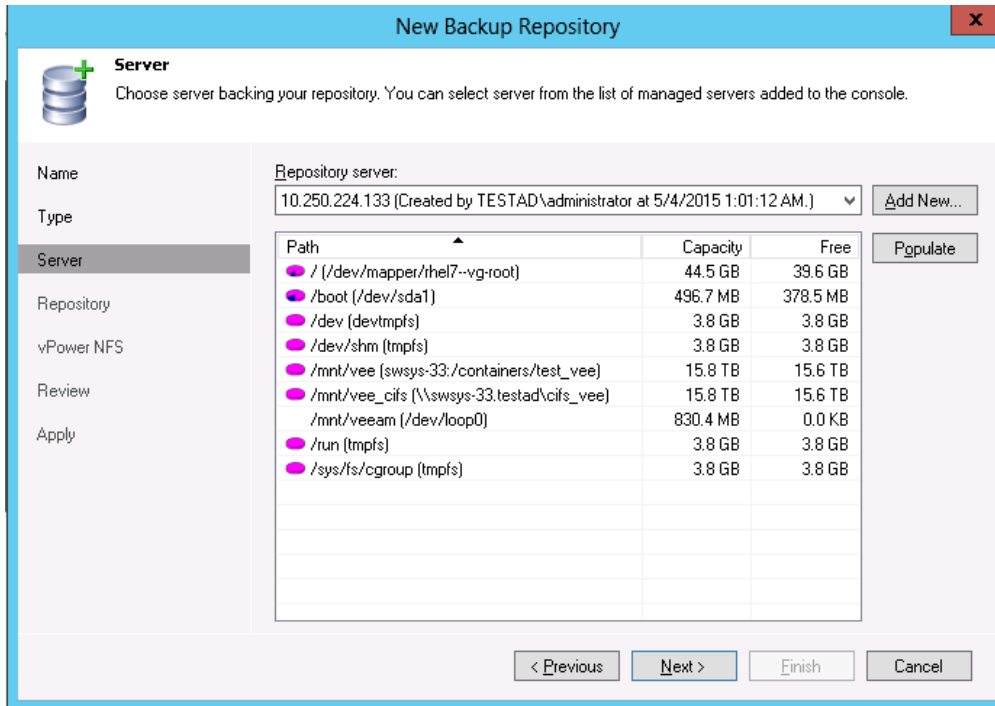 New Backup Repository
x
Server
Choose server backing your repository. You can select server from the list of managed servers added to the console.
Name
Type
Server
Repository
vPower NFS
Review
Apply
Repository server:
10.250.224.133 (Created by TESTAD\administrator at 5/4/2015 1:01:12 AM.)
Add New...
Populate
Path Capacity Free
/ (/dev/mapper/rhel7--vg-root) 44.5 GB 39.6 GB
/boot (/dev/sda1) 496.7 MB 378.5 MB
/dev (devtmpfs) 3.8 GB 3.8 GB
/dev/shm (tmpfs) 3.8 GB 3.8 GB
/mnt/vee (swsys-33:/containers/test_vee) 15.8 TB 15.6 TB
/mnt/vee_cifs (\\swsys-33.testad\cifs_vee) 15.8 TB 15.6 TB
/mnt/veeam (/dev/loop0) 830.4 MB 0.0 KB
/run (tmpfs) 3.8 GB 3.8 GB
/sys/fs/cgroup (tmpfs) 3.8 GB 3.8 GB
< Previous Next > Finish Cancel